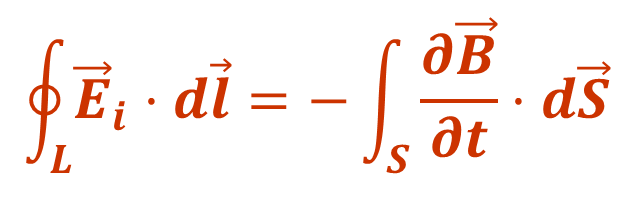 ∮_L E⃗_i · dl⃗ = − ∫_S ∂B⃗/∂t · dS⃗